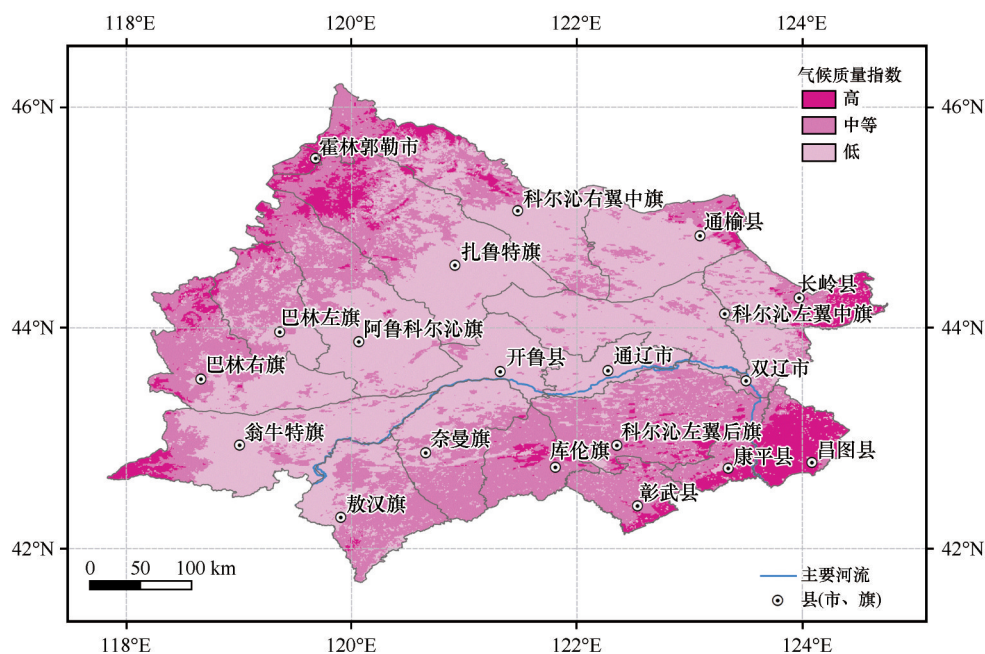 118°E 120°E 122°E 124°E
气候质量指数
高
中等
低
46°N 46°N
霍林郭勒市
科尔沁右翼中旗
通榆县
扎鲁特旗
长岭县
科尔沁左翼中旗
44°N 44°N
巴林左旗
阿鲁科尔沁旗
开鲁县
通辽市
双辽市
巴林右旗
翁牛特旗
奈曼旗
库伦旗
科尔沁左翼后旗
康平县
昌图县
彰武县
敖汉旗
42°N 42°N
0 50 100 km
主要河流
县(市、旗)
118°E 120°E 122°E 124°E